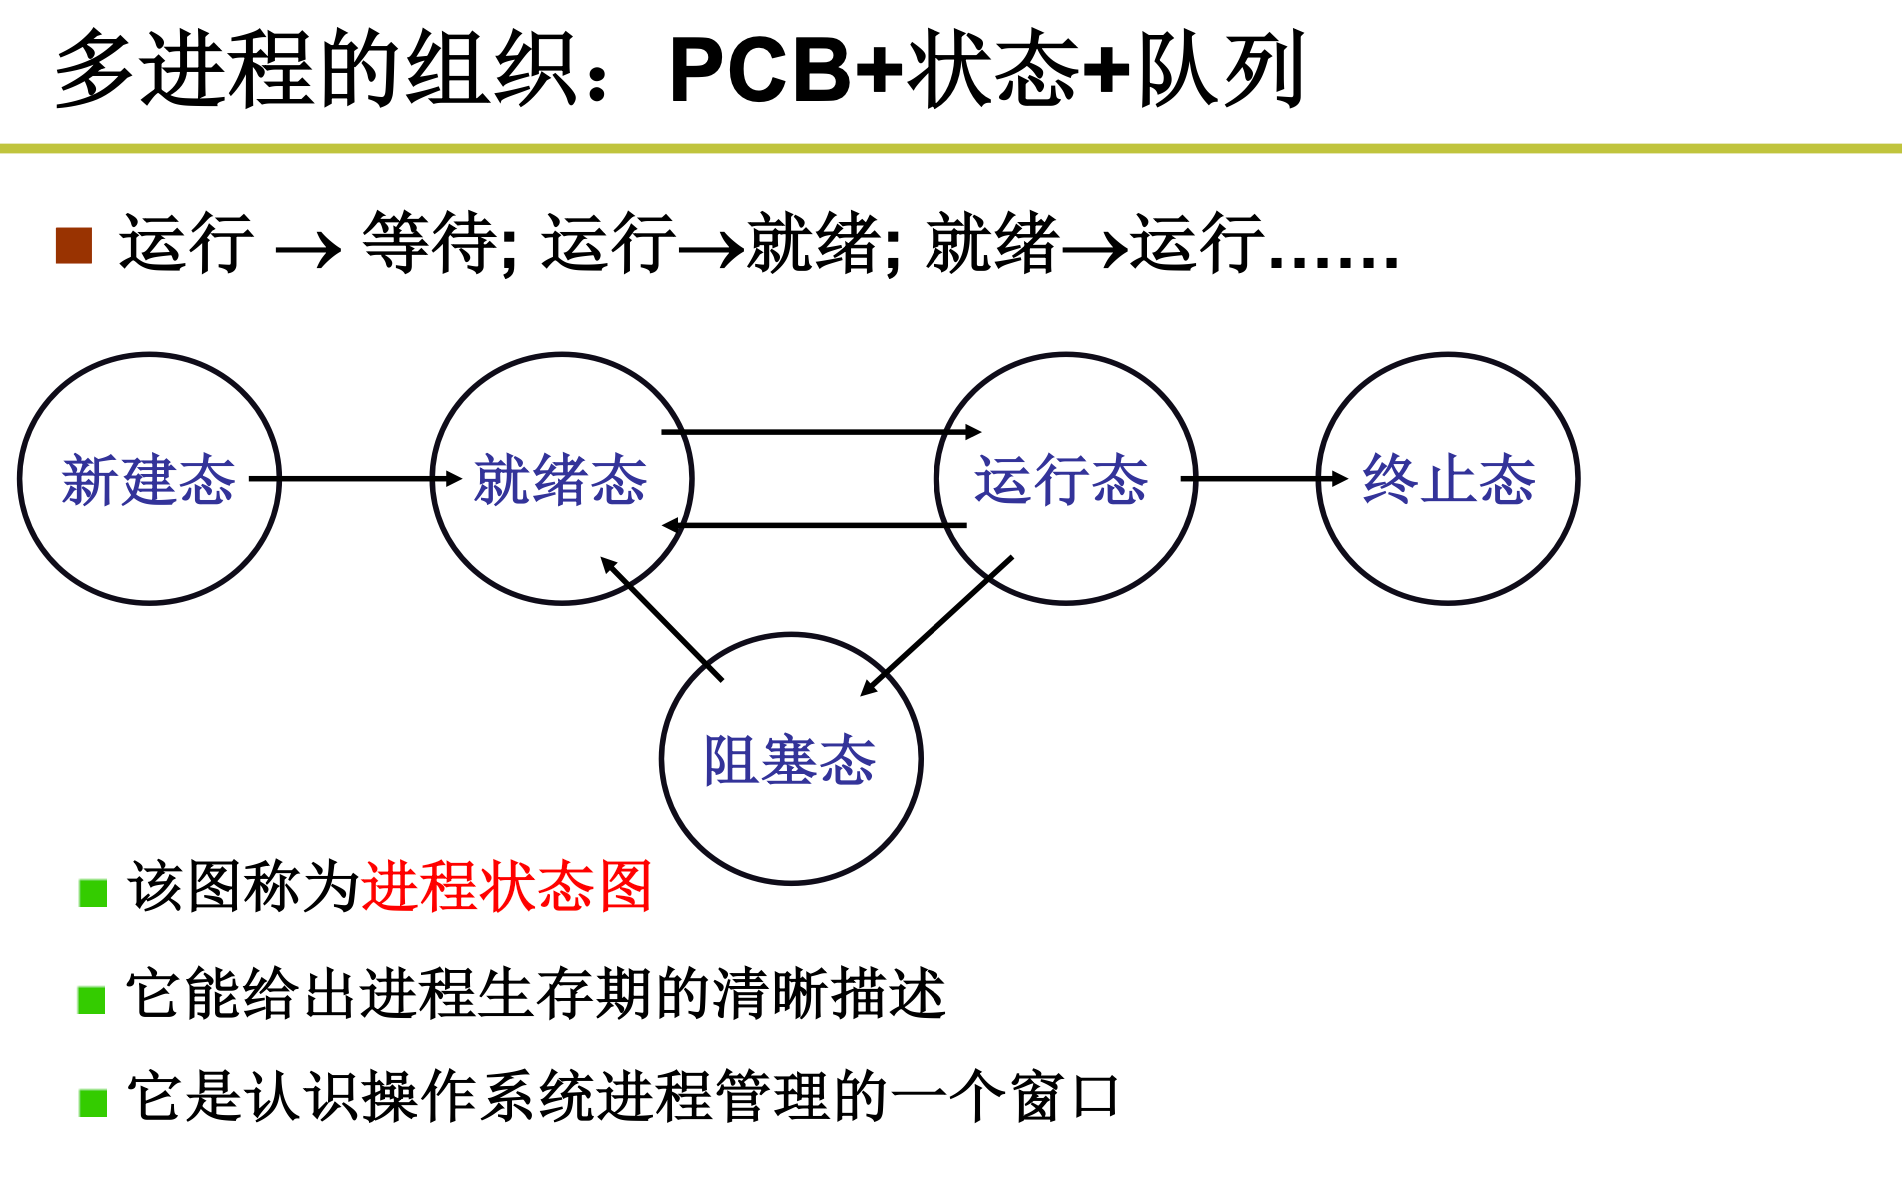 多进程的组织：PCB+状态+队列
运行 → 等待; 运行→就绪; 就绪→运行......
新建态 就绪态 运行态 终止态
阻塞态
该图称为进程状态图
它能给出进程生存期的清晰描述
它是认识操作系统进程管理的一个窗口